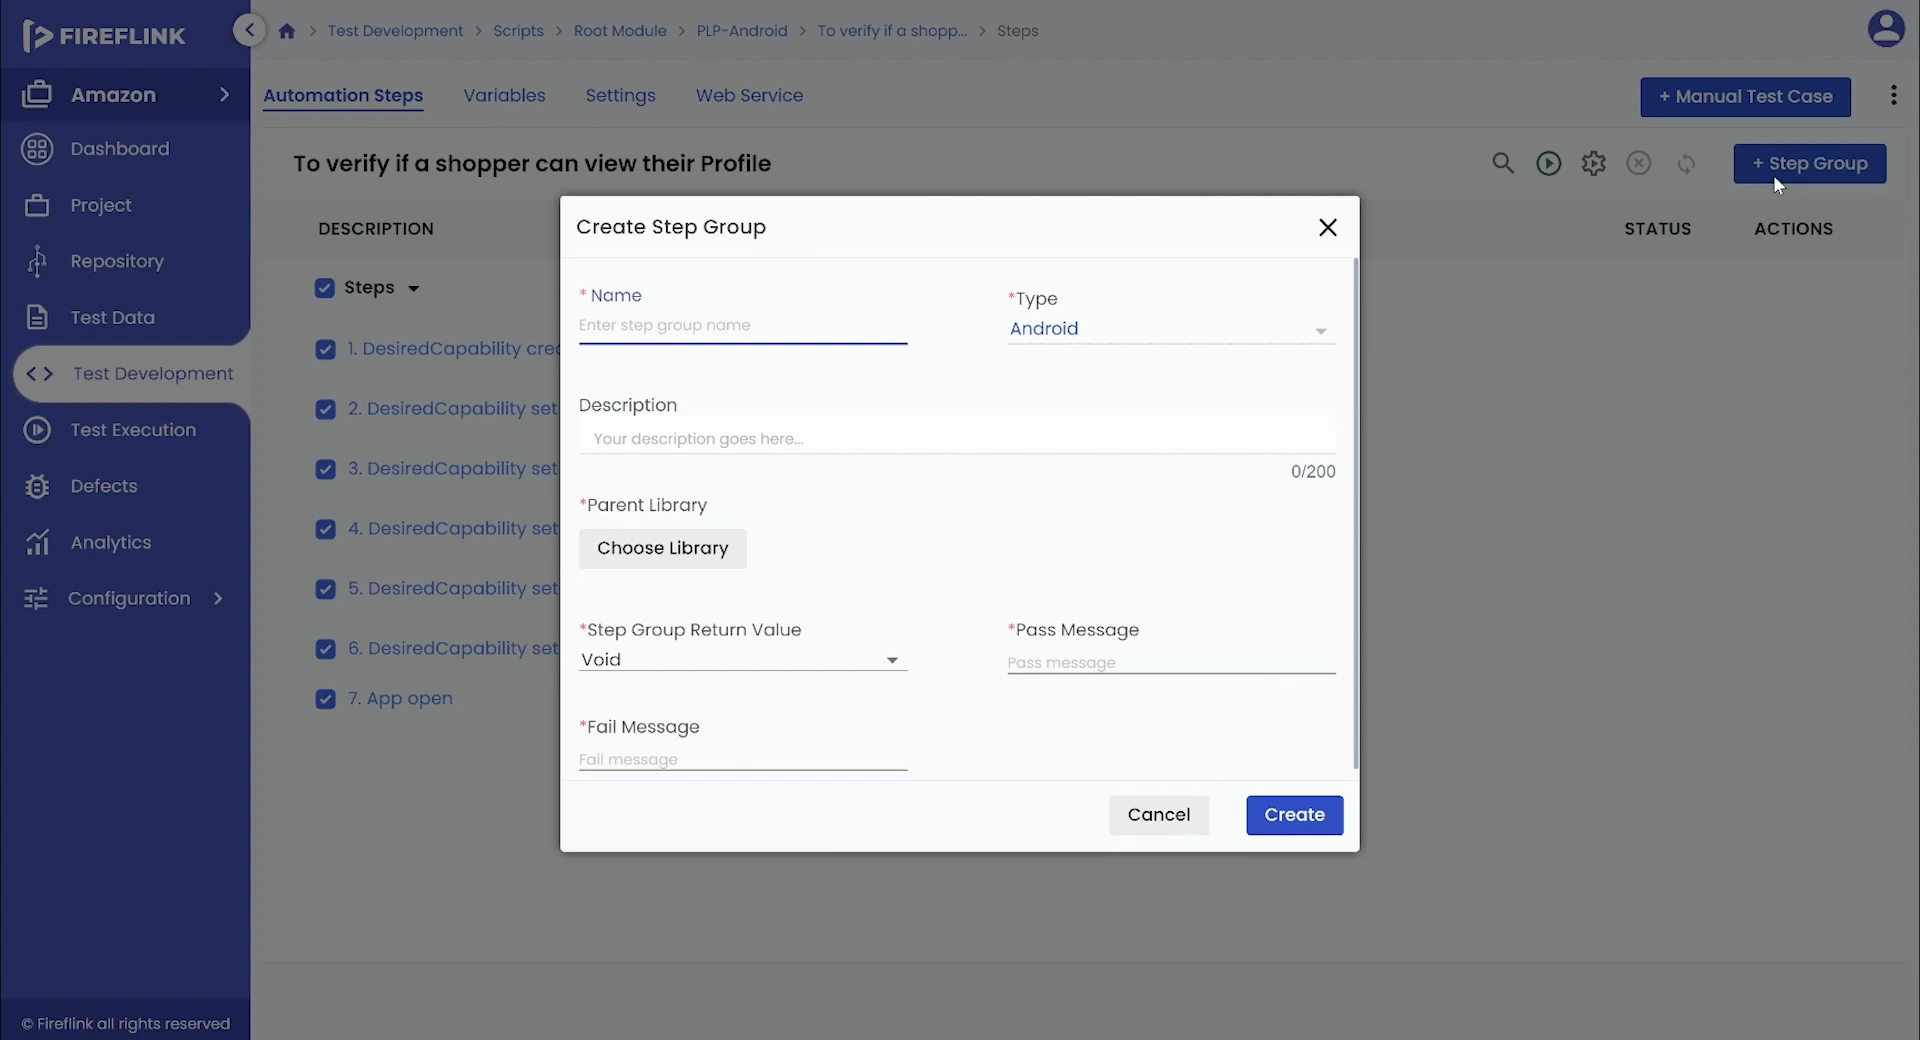 FIREFLINK
Test Development > Scripts > Root Module > PLP-Android > To verify if a shopp... > Steps
Amazon
Automation Steps
Variables
Settings
Web Service
+ Manual Test Case
Dashboard
Project
Repository
Test Data
Test Development
Test Execution
Defects
Analytics
Configuration
To verify if a shopper can view their Profile
+ Step Group
DESCRIPTION
STATUS
ACTIONS
Steps
1. DesiredCapability crea
2. DesiredCapability set
3. DesiredCapability set
4. DesiredCapability set
5. DesiredCapability set
6. DesiredCapability set
7. App open
Create Step Group
* Name
Enter step group name
*Type
Android
Description
Your description goes here...
0/200
*Parent Library
Choose Library
*Step Group Return Value
Void
*Pass Message
Pass message
*Fail Message
Fail message
Cancel
Create
© Fireflink all rights reserved